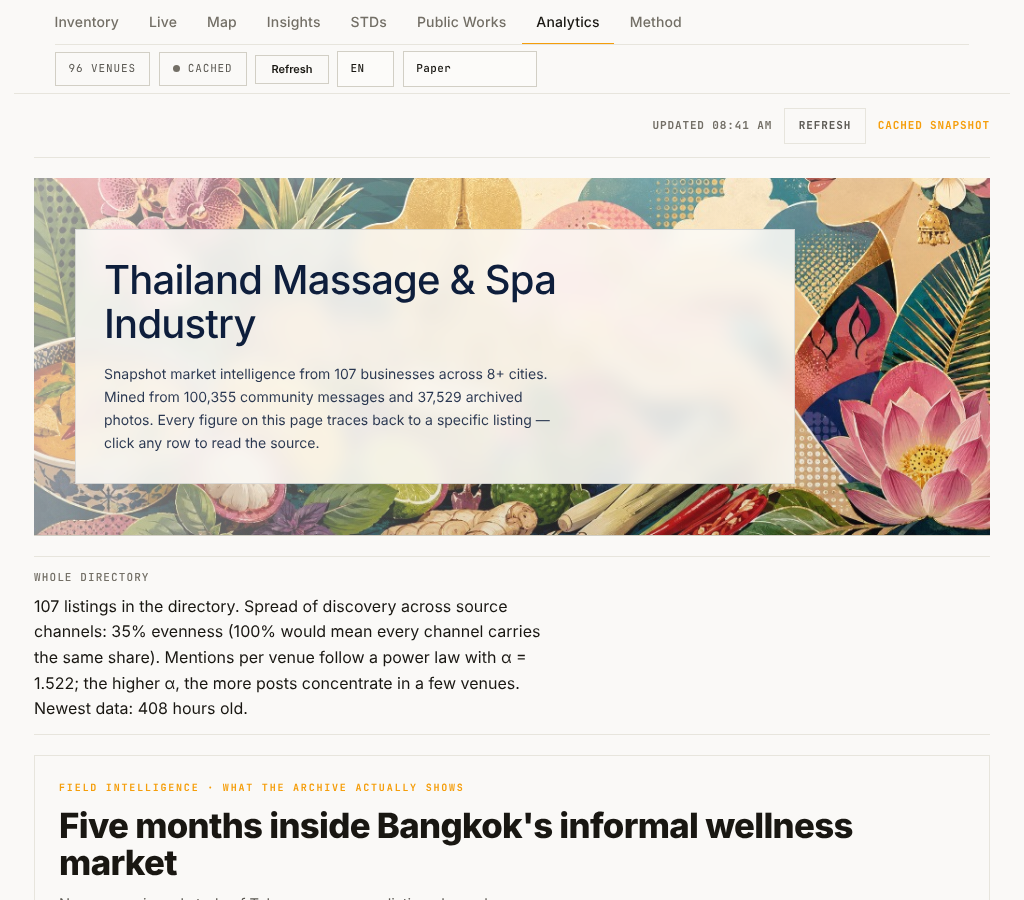 Inventory Live Map Insights STDs Public Works Analytics Method
96 VENUES CACHED Refresh EN Paper
UPDATED 08:41 AM REFRESH CACHED SNAPSHOT
Thailand Massage & Spa
Industry
Snapshot market intelligence from 107 businesses across 8+ cities.
Mined from 100,355 community messages and 37,529 archived
photos. Every figure on this page traces back to a specific listing —
click any row to read the source.
WHOLE DIRECTORY
107 listings in the directory. Spread of discovery across source
channels: 35% evenness (100% would mean every channel carries
the same share). Mentions per venue follow a power law with α =
1.522; the higher α, the more posts concentrate in a few venues.
Newest data: 408 hours old.
FIELD INTELLIGENCE · WHAT THE ARCHIVE ACTUALLY SHOWS
Five months inside Bangkok's informal wellness
market